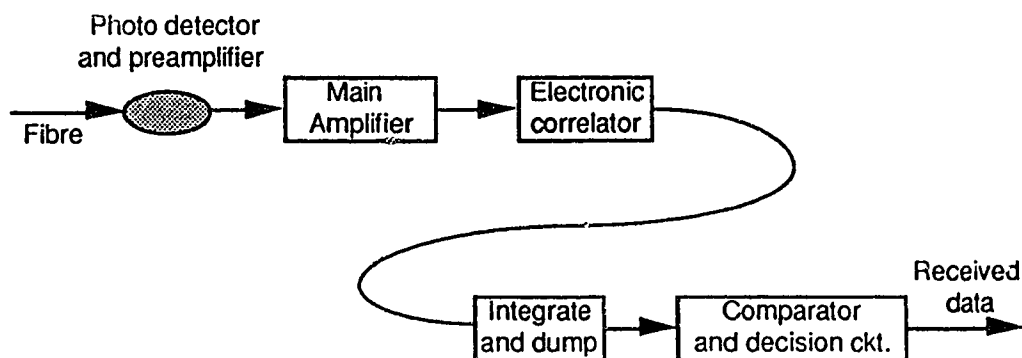 Photo detector
and preamplifier
Fibre
Main
Amplifier
Electronic
correlator
Integrate
and dump
Comparator
and decision ckt.
Received
data